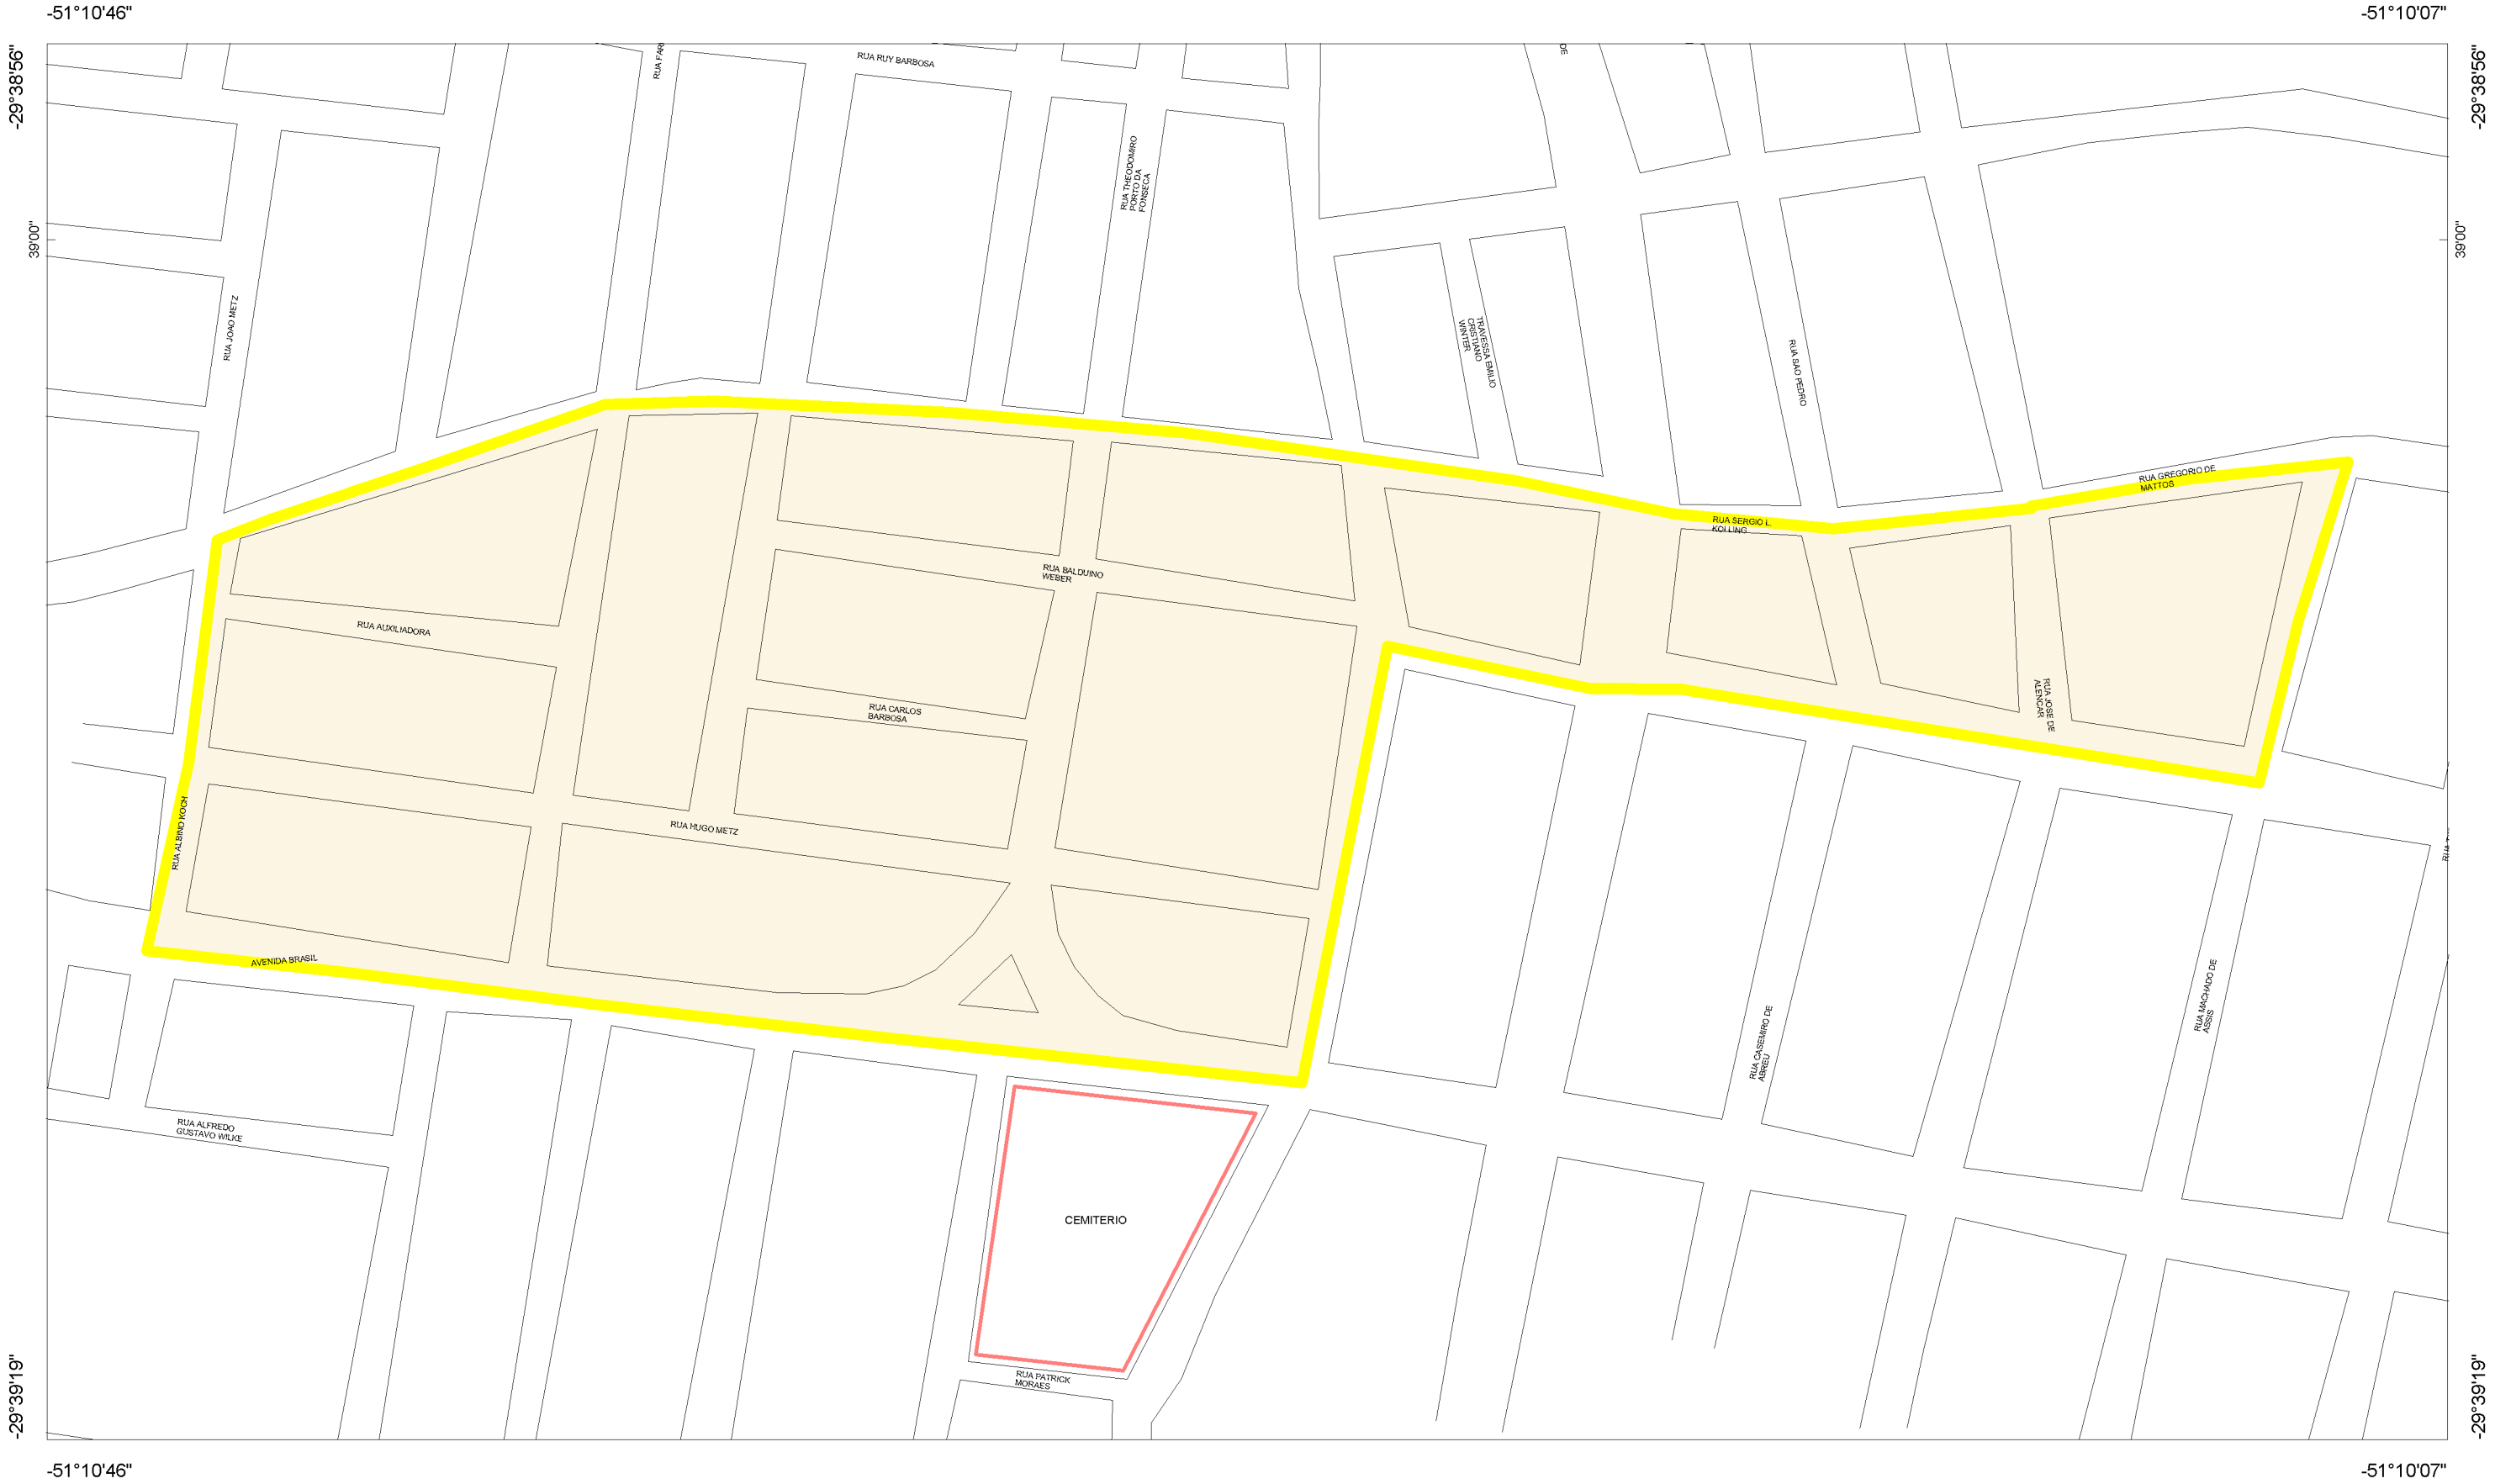 -51°10'46"
-51°10'07"
-29°38'56"
-29°38'56"
RUA RUY BARBOSA
DE
RUA THEODOMIRO
PORTO DA
FONSECA
39'00"
39'00"
RUA JOAO METZ
TRAVESSA EMILIO
CRISTIANO
WINTER
RUA SAO PEDRO
RUA GREGORIO DE
MATTOS
RUA SERGIO L.
KOLLING
RUA BALDUINO
WEBER
RUA AUXILIADORA
RUA JOSE DE
ALENCAR
RUA CARLOS
BARBOSA
RUA HUGO METZ
RUA ALBINO KOCH
AVENIDA BRASIL
RUA MACHADO DE
ASSIS
RUA CASEMIRO DE
ABREU
RUA ALFREDO
GUSTAVO WILKE
CEMITERIO
RUA PATRICK
MORAES
-29°39'19"
-29°39'19"
-51°10'46"
-51°10'07"